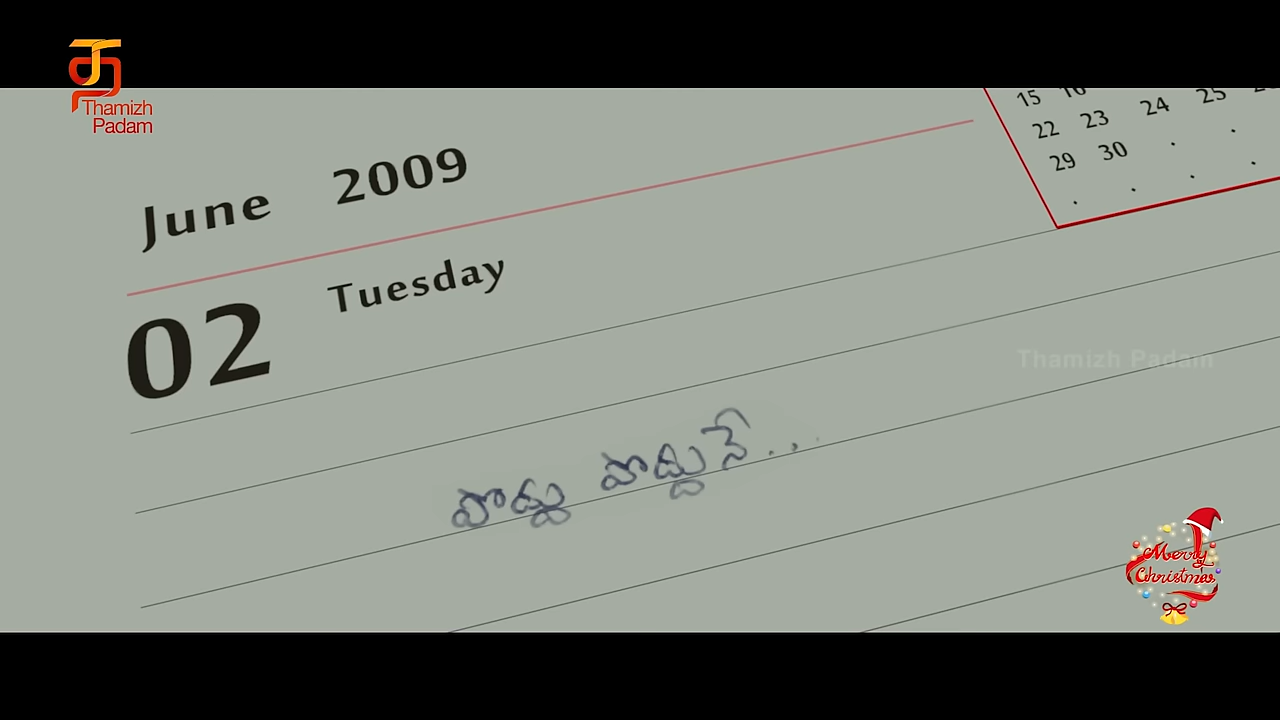 த
Thamizh
Padam
June 2009
02 Tuesday
15 16 24 25
22 23
29 30
పొద్దు పొద్దునే...
Thamizh Padam
Merry
Christmas